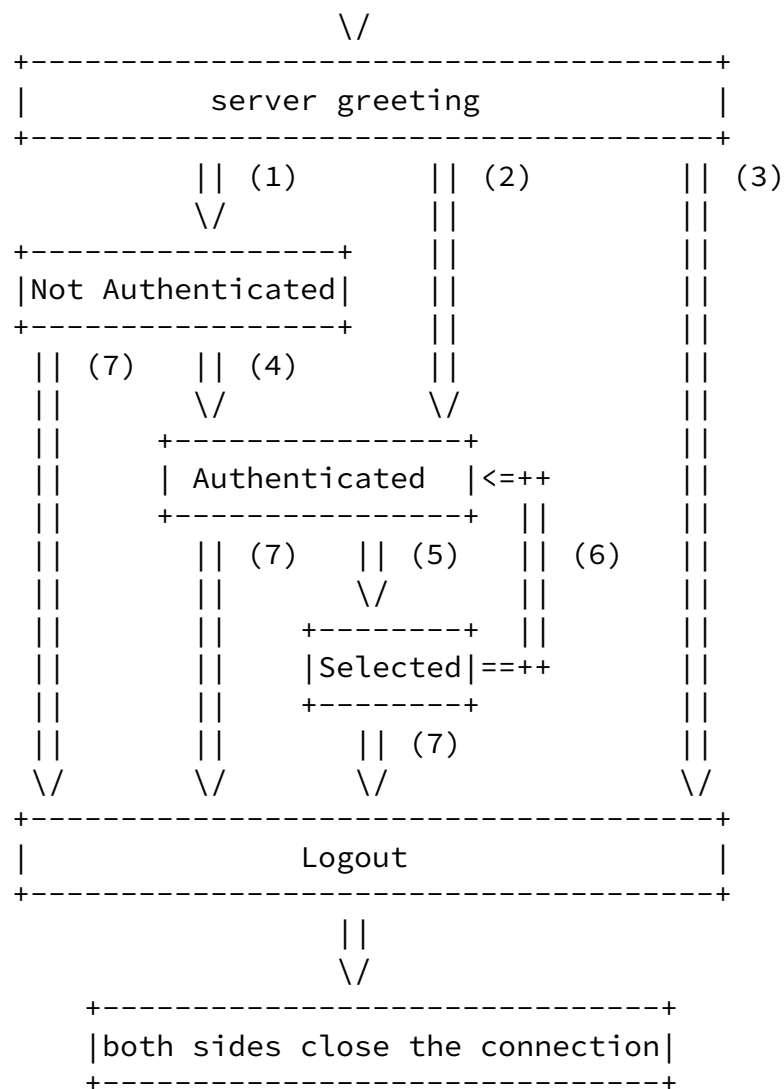 server greeting
(1) (2) (3)
Not Authenticated
(7) (4)
Authenticated
(7) (5) (6)
Selected
(7)
Logout
both sides close the connection